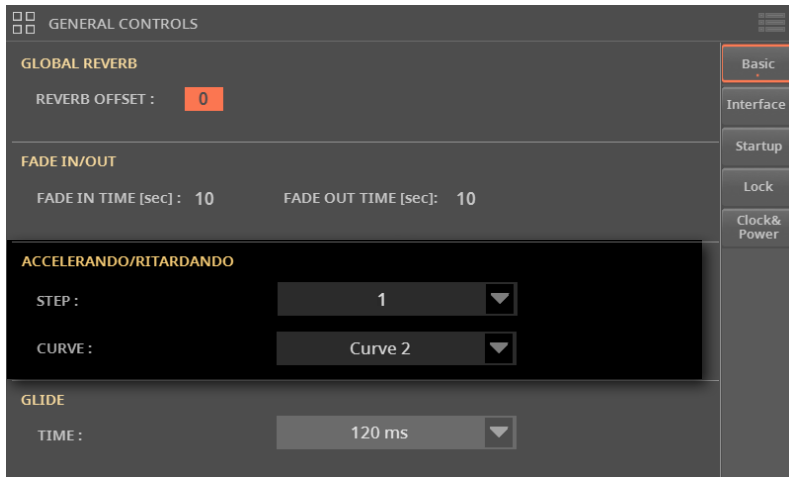 GENERAL CONTROLS
GLOBAL REVERB
REVERB OFFSET : 0
FADE IN/OUT
FADE IN TIME [sec] : 10 FADE OUT TIME [sec]: 10
ACCELERANDO/RITARDANDO
STEP : 1
CURVE : Curve 2
GLIDE
TIME : 120 ms
Basic
Interface
Startup
Lock
Clock&
Power